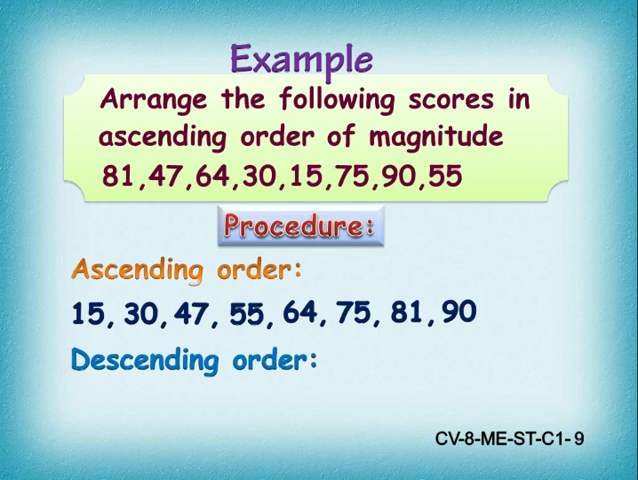 Example
Arrange the following scores in
ascending order of magnitude
81,47,64,30,15,75,90,55
Procedure:
Ascending order:
15, 30, 47, 55, 64, 75, 81, 90
Descending order:
CV-8-ME-ST-C1- 9